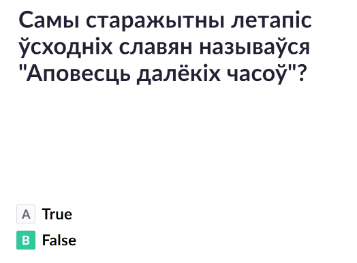 Самы старажытны летапіс
ўсходніх славян называўся
"Аповесць далёкіх часоў"?
A True
B False